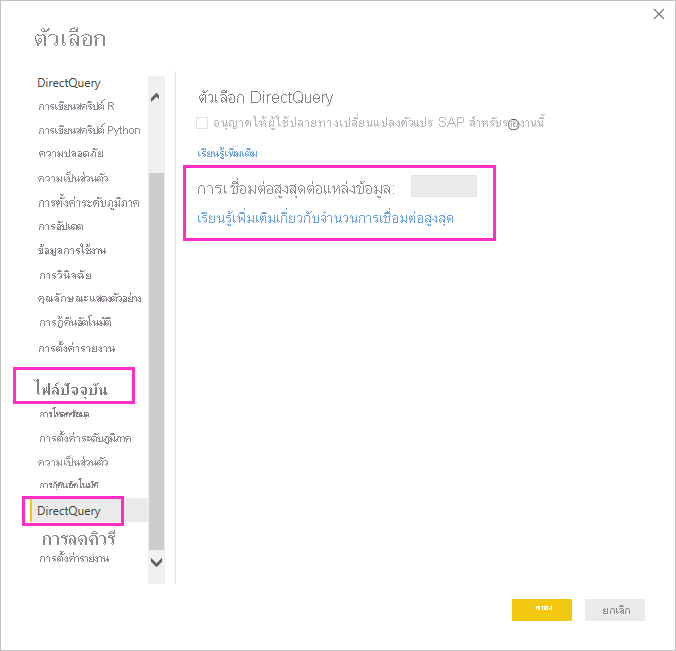 ตัวเลือก
DirectQuery
การเขียนสคริปต์ R
การเขียนสคริปต์ Python
ความปลอดภัย
ความเป็นส่วนตัว
การตั้งค่าระดับภูมิภาค
การอัปเดต
ข้อมูลการใช้งาน
การวินิจฉัย
คุณลักษณะแสดงตัวอย่าง
การกู้คืนอัตโนมัติ
การตั้งค่ารายงาน
ไฟล์ปัจจุบัน
การโหลดข้อมูล
การตั้งค่าระดับภูมิภาค
ความเป็นส่วนตัว
การกู้คืนอัตโนมัติ
DirectQuery
การลดคิวรี
การตั้งค่ารายงาน
ตัวเลือก DirectQuery
อนุญาตให้ผู้ใช้ปลายทางเปลี่ยนแปลงตัวแปร SAP สำหรับรายงานนี้
เรียนรู้เพิ่มเติม
การเชื่อมต่อสูงสุดต่อแหล่งข้อมูล:
เรียนรู้เพิ่มเติมเกี่ยวกับจำนวนการเชื่อมต่อสูงสุด
ตกลง
ยกเลิก